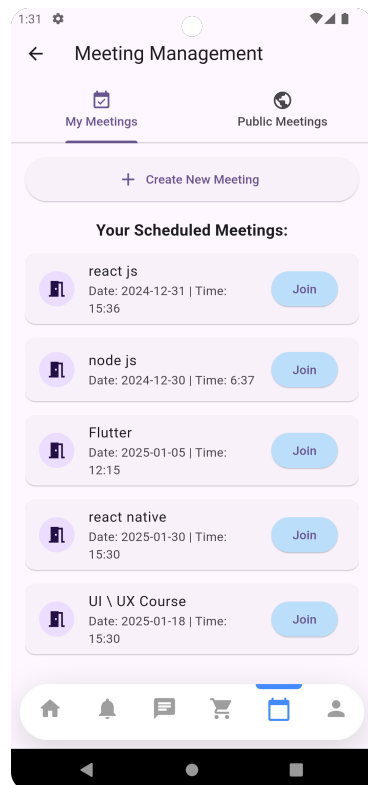 1:31
Meeting Management
My Meetings
Public Meetings
Create New Meeting
Your Scheduled Meetings:
react js
Date: 2024-12-31 | Time:
15:36
Join
node js
Date: 2024-12-30 | Time: 6:37
Join
Flutter
Date: 2025-01-05 | Time:
12:15
Join
react native
Date: 2025-01-30 | Time:
15:30
Join
UI \ UX Course
Date: 2025-01-18 | Time:
15:30
Join